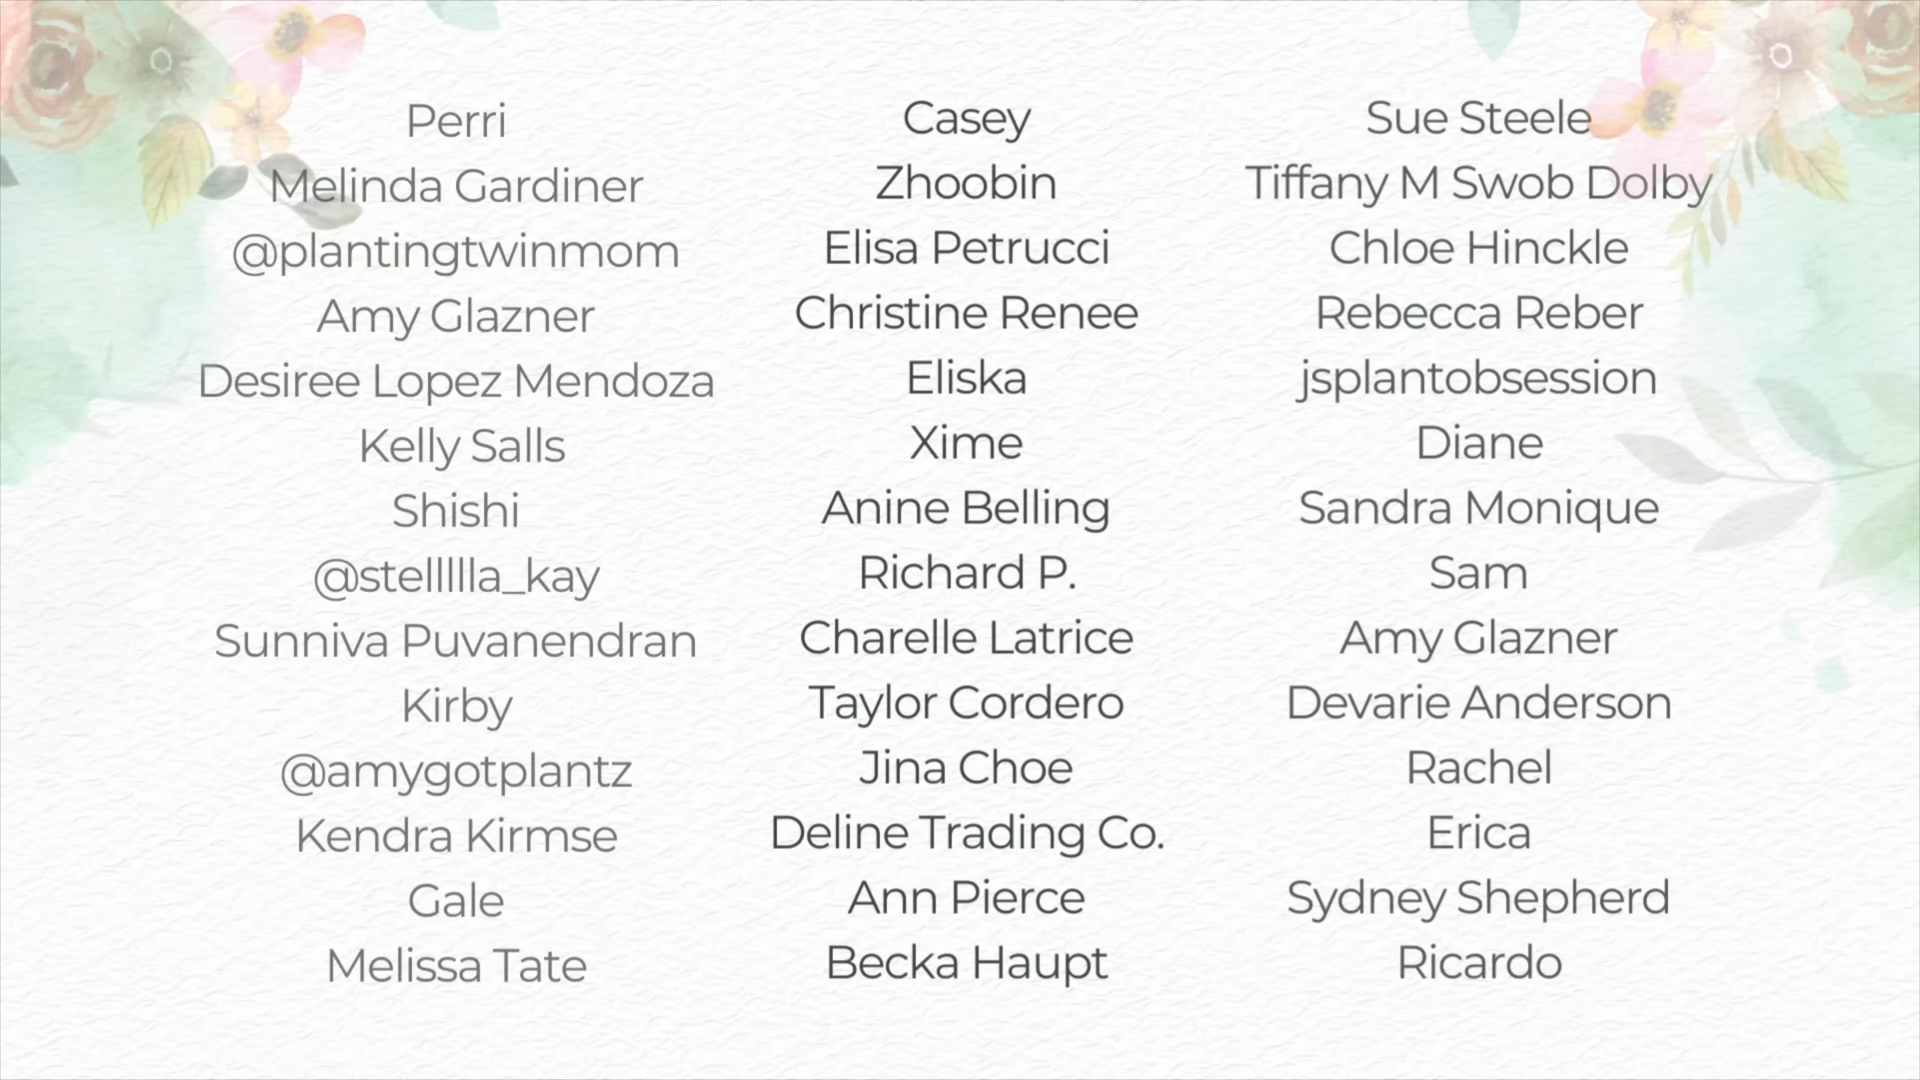 Perri
Melinda Gardiner
@plantingtwinmom
Amy Glazner
Desiree Lopez Mendoza
Kelly Salls
Shishi
@stelllllla_kay
Sunniva Puvanendran
Kirby
@amygotplantz
Kendra Kirmse
Gale
Melissa Tate
Casey
Zhoobin
Elisa Petrucci
Christine Renee
Eliska
Xime
Anine Belling
Richard P.
Charelle Latrice
Taylor Cordero
Jina Choe
Deline Trading Co.
Ann Pierce
Becka Haupt
Sue Steele
Tiffany M Swob Dolby
Chloe Hinckle
Rebecca Reber
jsplantobsession
Diane
Sandra Monique
Sam
Amy Glazner
Devarie Anderson
Rachel
Erica
Sydney Shepherd
Ricardo